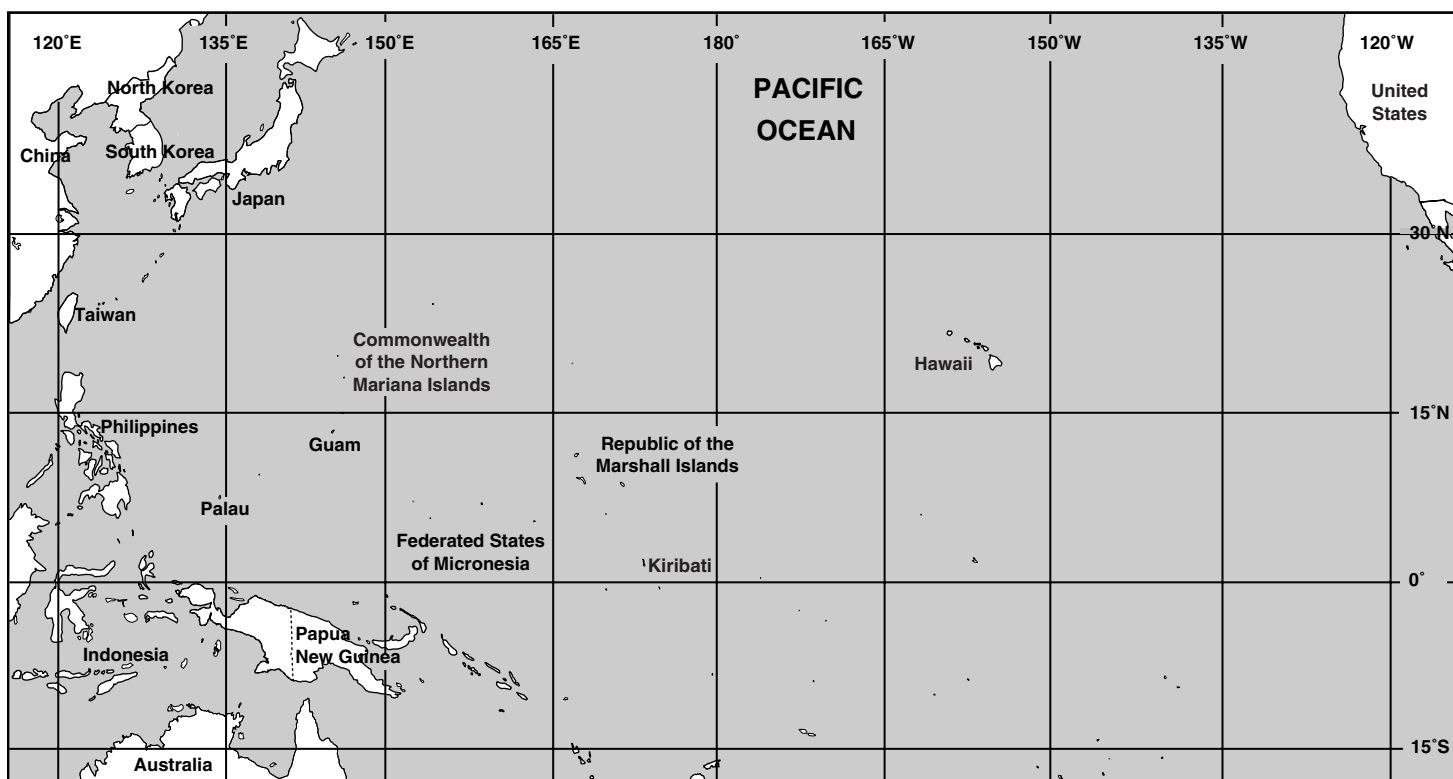 120˚E 135˚E 150˚E 165˚E 180˚ 165˚W 150˚W 135˚W 120˚W
North Korea
PACIFIC
OCEAN
United
States
China
South Korea
Japan
30˚N
Taiwan
Commonwealth
of the Northern
Mariana Islands
Hawaii
15˚N
Philippines
Guam
Republic of the
Marshall Islands
Palau
Federated States
of Micronesia
Kiribati
0˚
Papua
New Guinea
Indonesia
15˚S
Australia